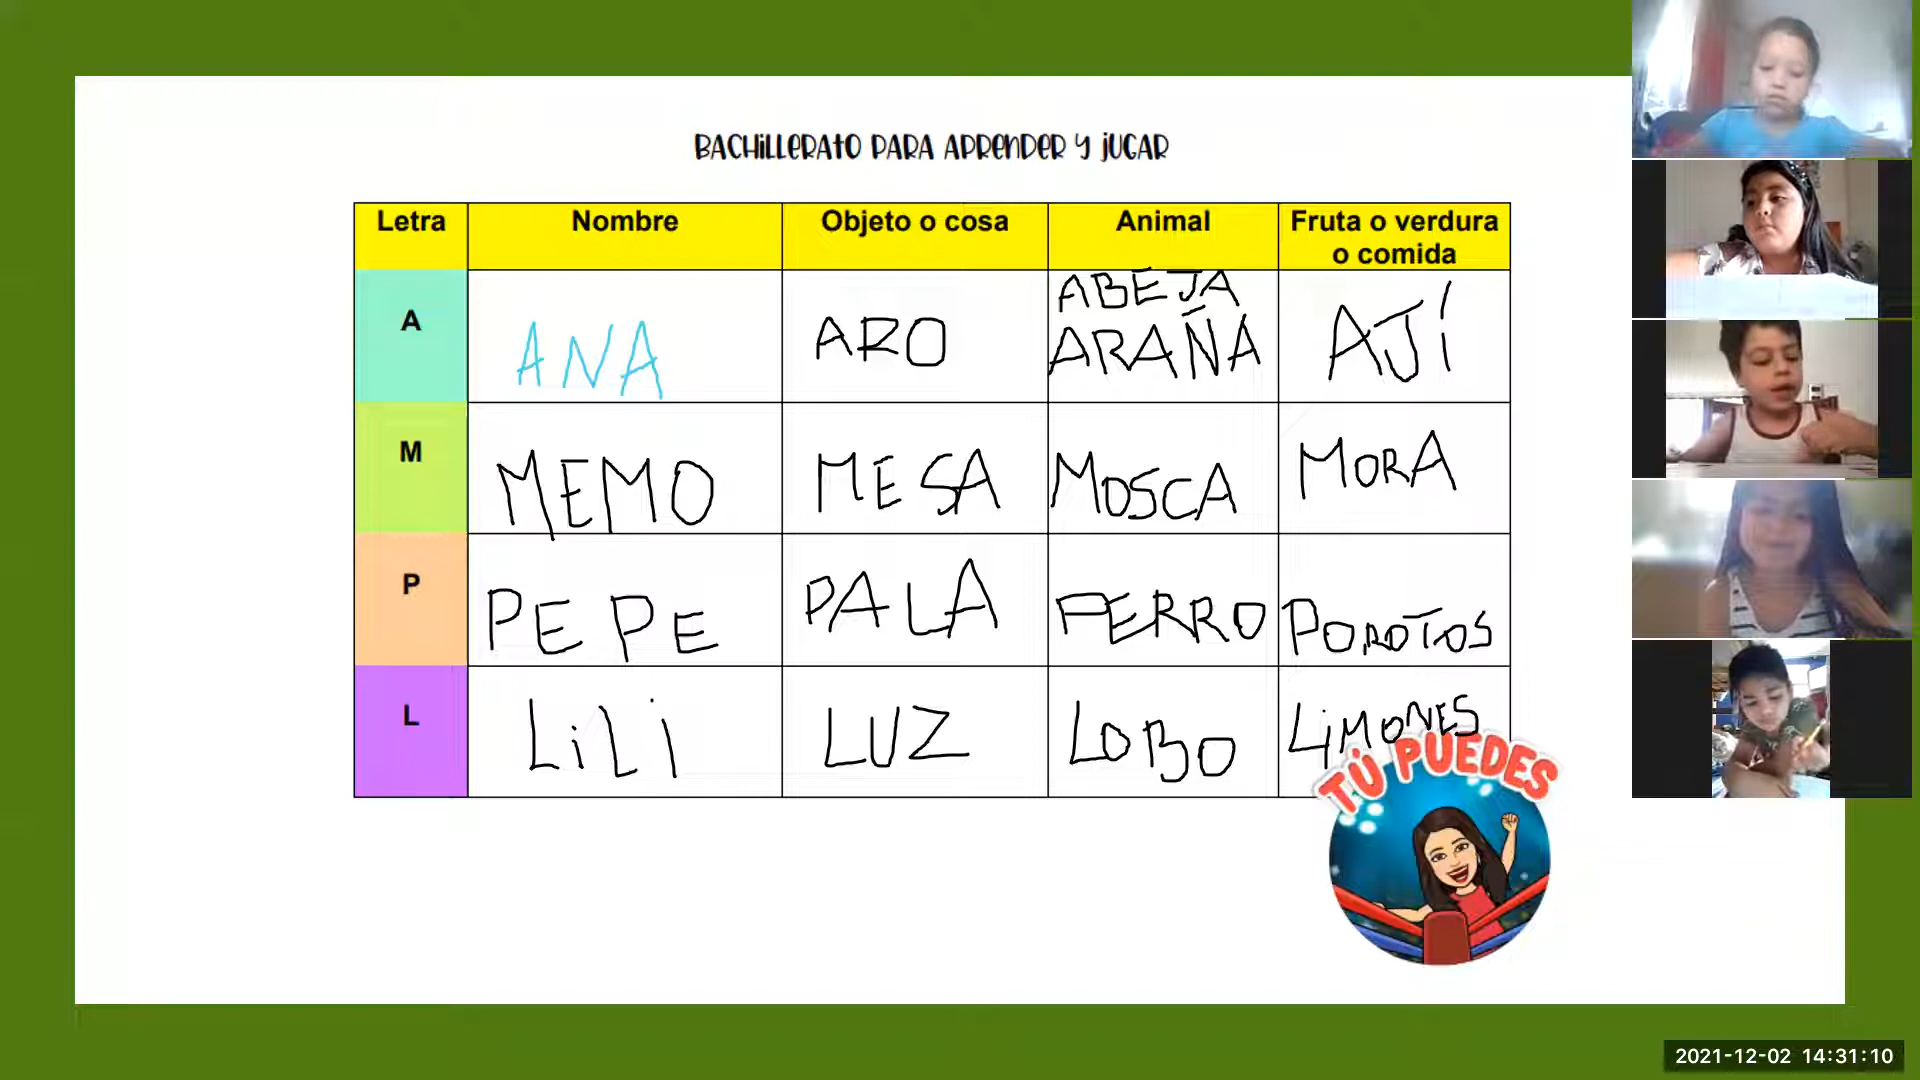 BACHILLERATO PARA APRENDER Y JUGAR
Letra Nombre Objeto o cosa Animal Fruta o verdura o comida
A ANA ARO ABEJA ARAÑA AJÍ
M MEMO MESA MOSCA MORA
P PEPE PALA PERRO POROTOS
L LiLi LUZ LOBO LiMONES
TÚ PUEDES
2021-12-02 14:31:10